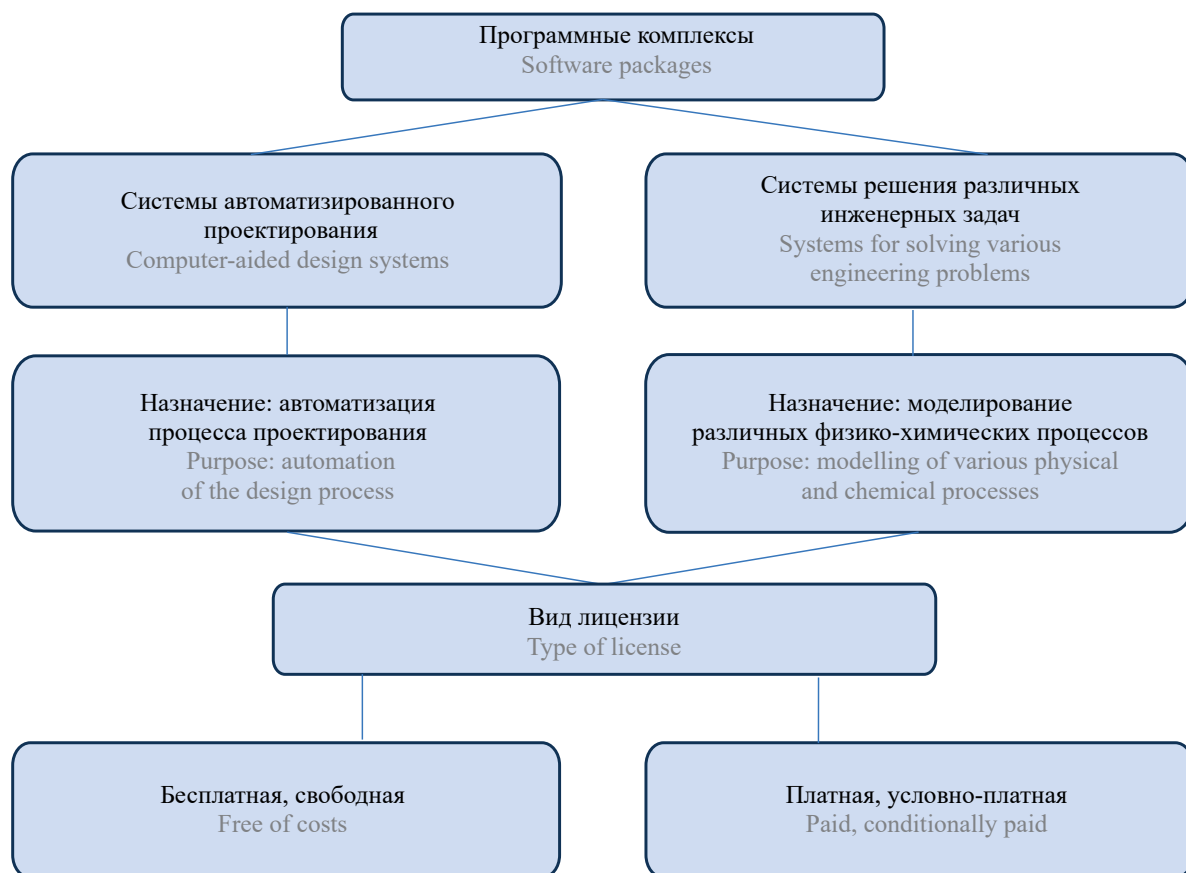 Программные комплексы
Software packages
Системы автоматизированного
проектирования
Computer-aided design systems
Системы решения различных
инженерных задач
Systems for solving various
engineering problems
Назначение: автоматизация
процесса проектирования
Purpose: automation
of the design process
Назначение: моделирование
различных физико-химических процессов
Purpose: modelling of various physical
and chemical processes
Вид лицензии
Type of license
Бесплатная, свободная
Free of costs
Платная, условно-платная
Paid, conditionally paid